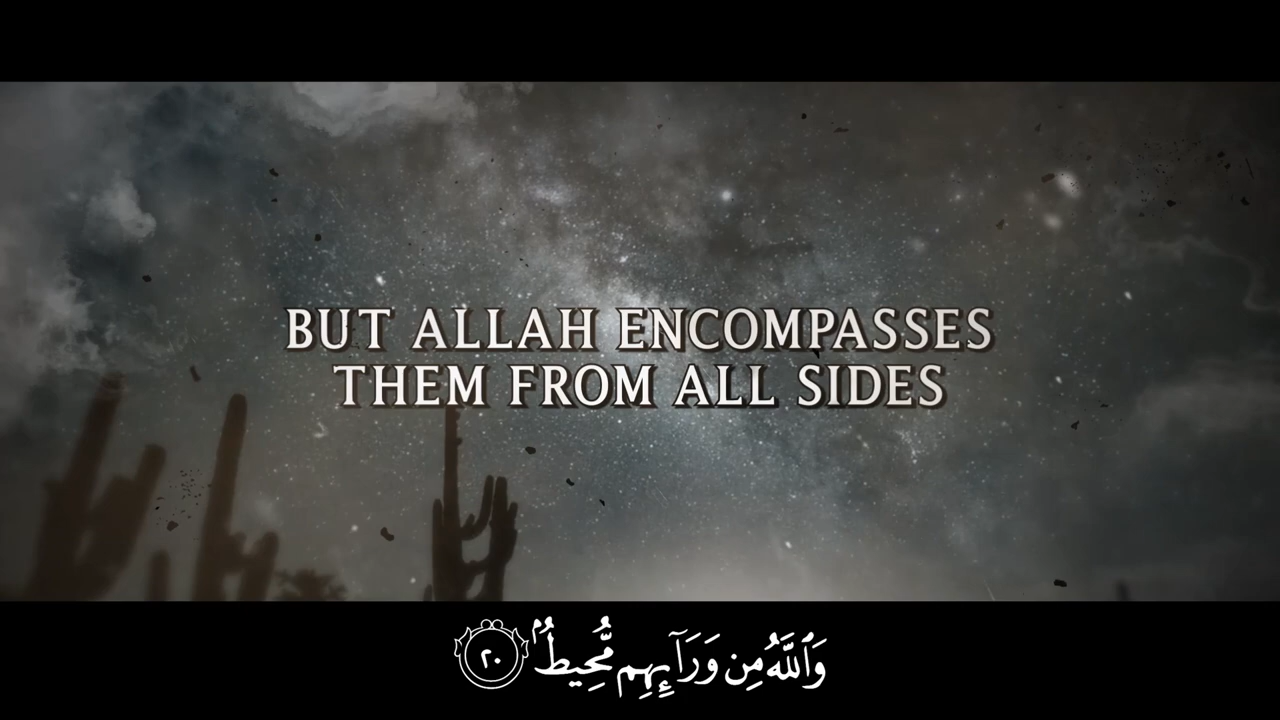 BUT ALLAH ENCOMPASSES
THEM FROM ALL SIDES
وَٱللَّهُ مِن وَرَآئِهِم مُّحِيطٌۢ ٢٠